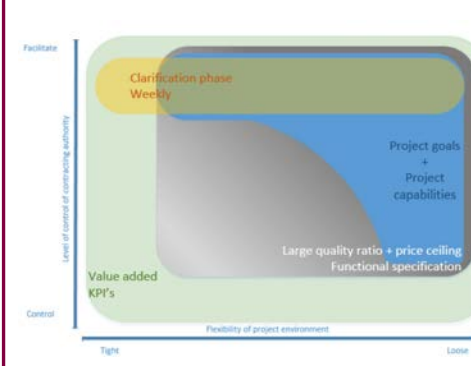 Facilitate
Clarification phase
Weekly
Level of control of contracting authority
Project goals
+
Project
capabilities
Large quality ratio + price ceiling
Functional specification
Value added
KPI's
Control
Flexibility of project environment
Tight
Loose